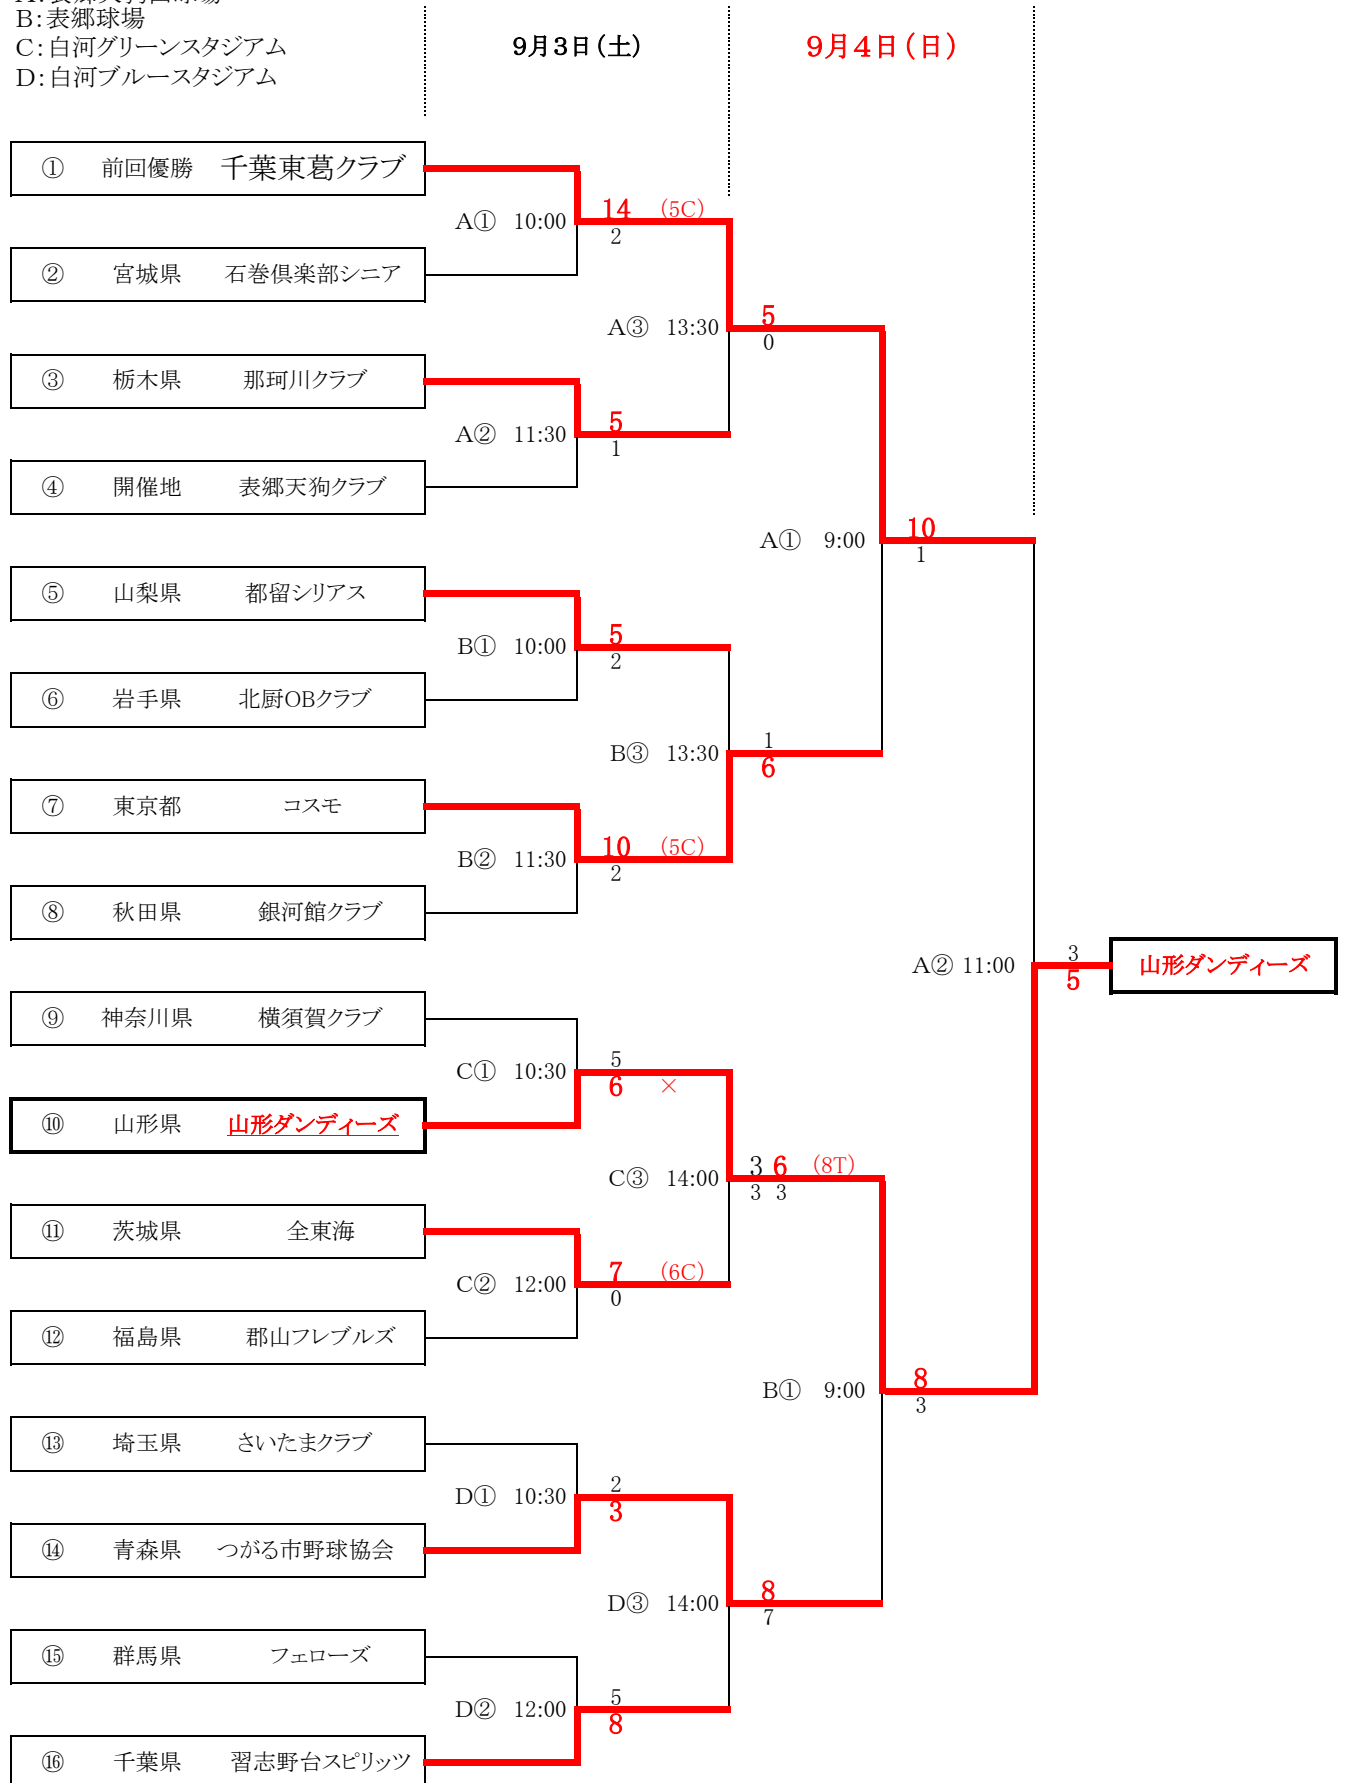 B:表郷球場
C:白河グリーンスタジアム
D:白河ブルースタジアム
9月3日(土)
9月4日(日)
① 前回優勝 千葉東葛クラブ
A① 10:00 14 (5C)
2
② 宮城県 石巻倶楽部シニア
A③ 13:30 5
0
③ 栃木県 那珂川クラブ
A② 11:30 5
1
④ 開催地 表郷天狗クラブ
A① 9:00 10
1
⑤ 山梨県 都留シリアス
B① 10:00 5
2
⑥ 岩手県 北厨OBクラブ
B③ 13:30 1
6
⑦ 東京都 コスモ
B② 11:30 10 (5C)
2
⑧ 秋田県 銀河館クラブ
A② 11:00 3
5
山形ダンディーズ
⑨ 神奈川県 横須賀クラブ
C① 10:30 5
6 ×
⑩ 山形県 山形ダンディーズ
C③ 14:00 3 6 (8T)
3 3
⑪ 茨城県 全東海
C② 12:00 7 (6C)
0
⑫ 福島県 郡山フレブルズ
B① 9:00 8
3
⑬ 埼玉県 さいたまクラブ
D① 10:30 2
3
⑭ 青森県 つがる市野球協会
D③ 14:00 8
7
⑮ 群馬県 フェローズ
D② 12:00 5
8
⑯ 千葉県 習志野台スピリッツ